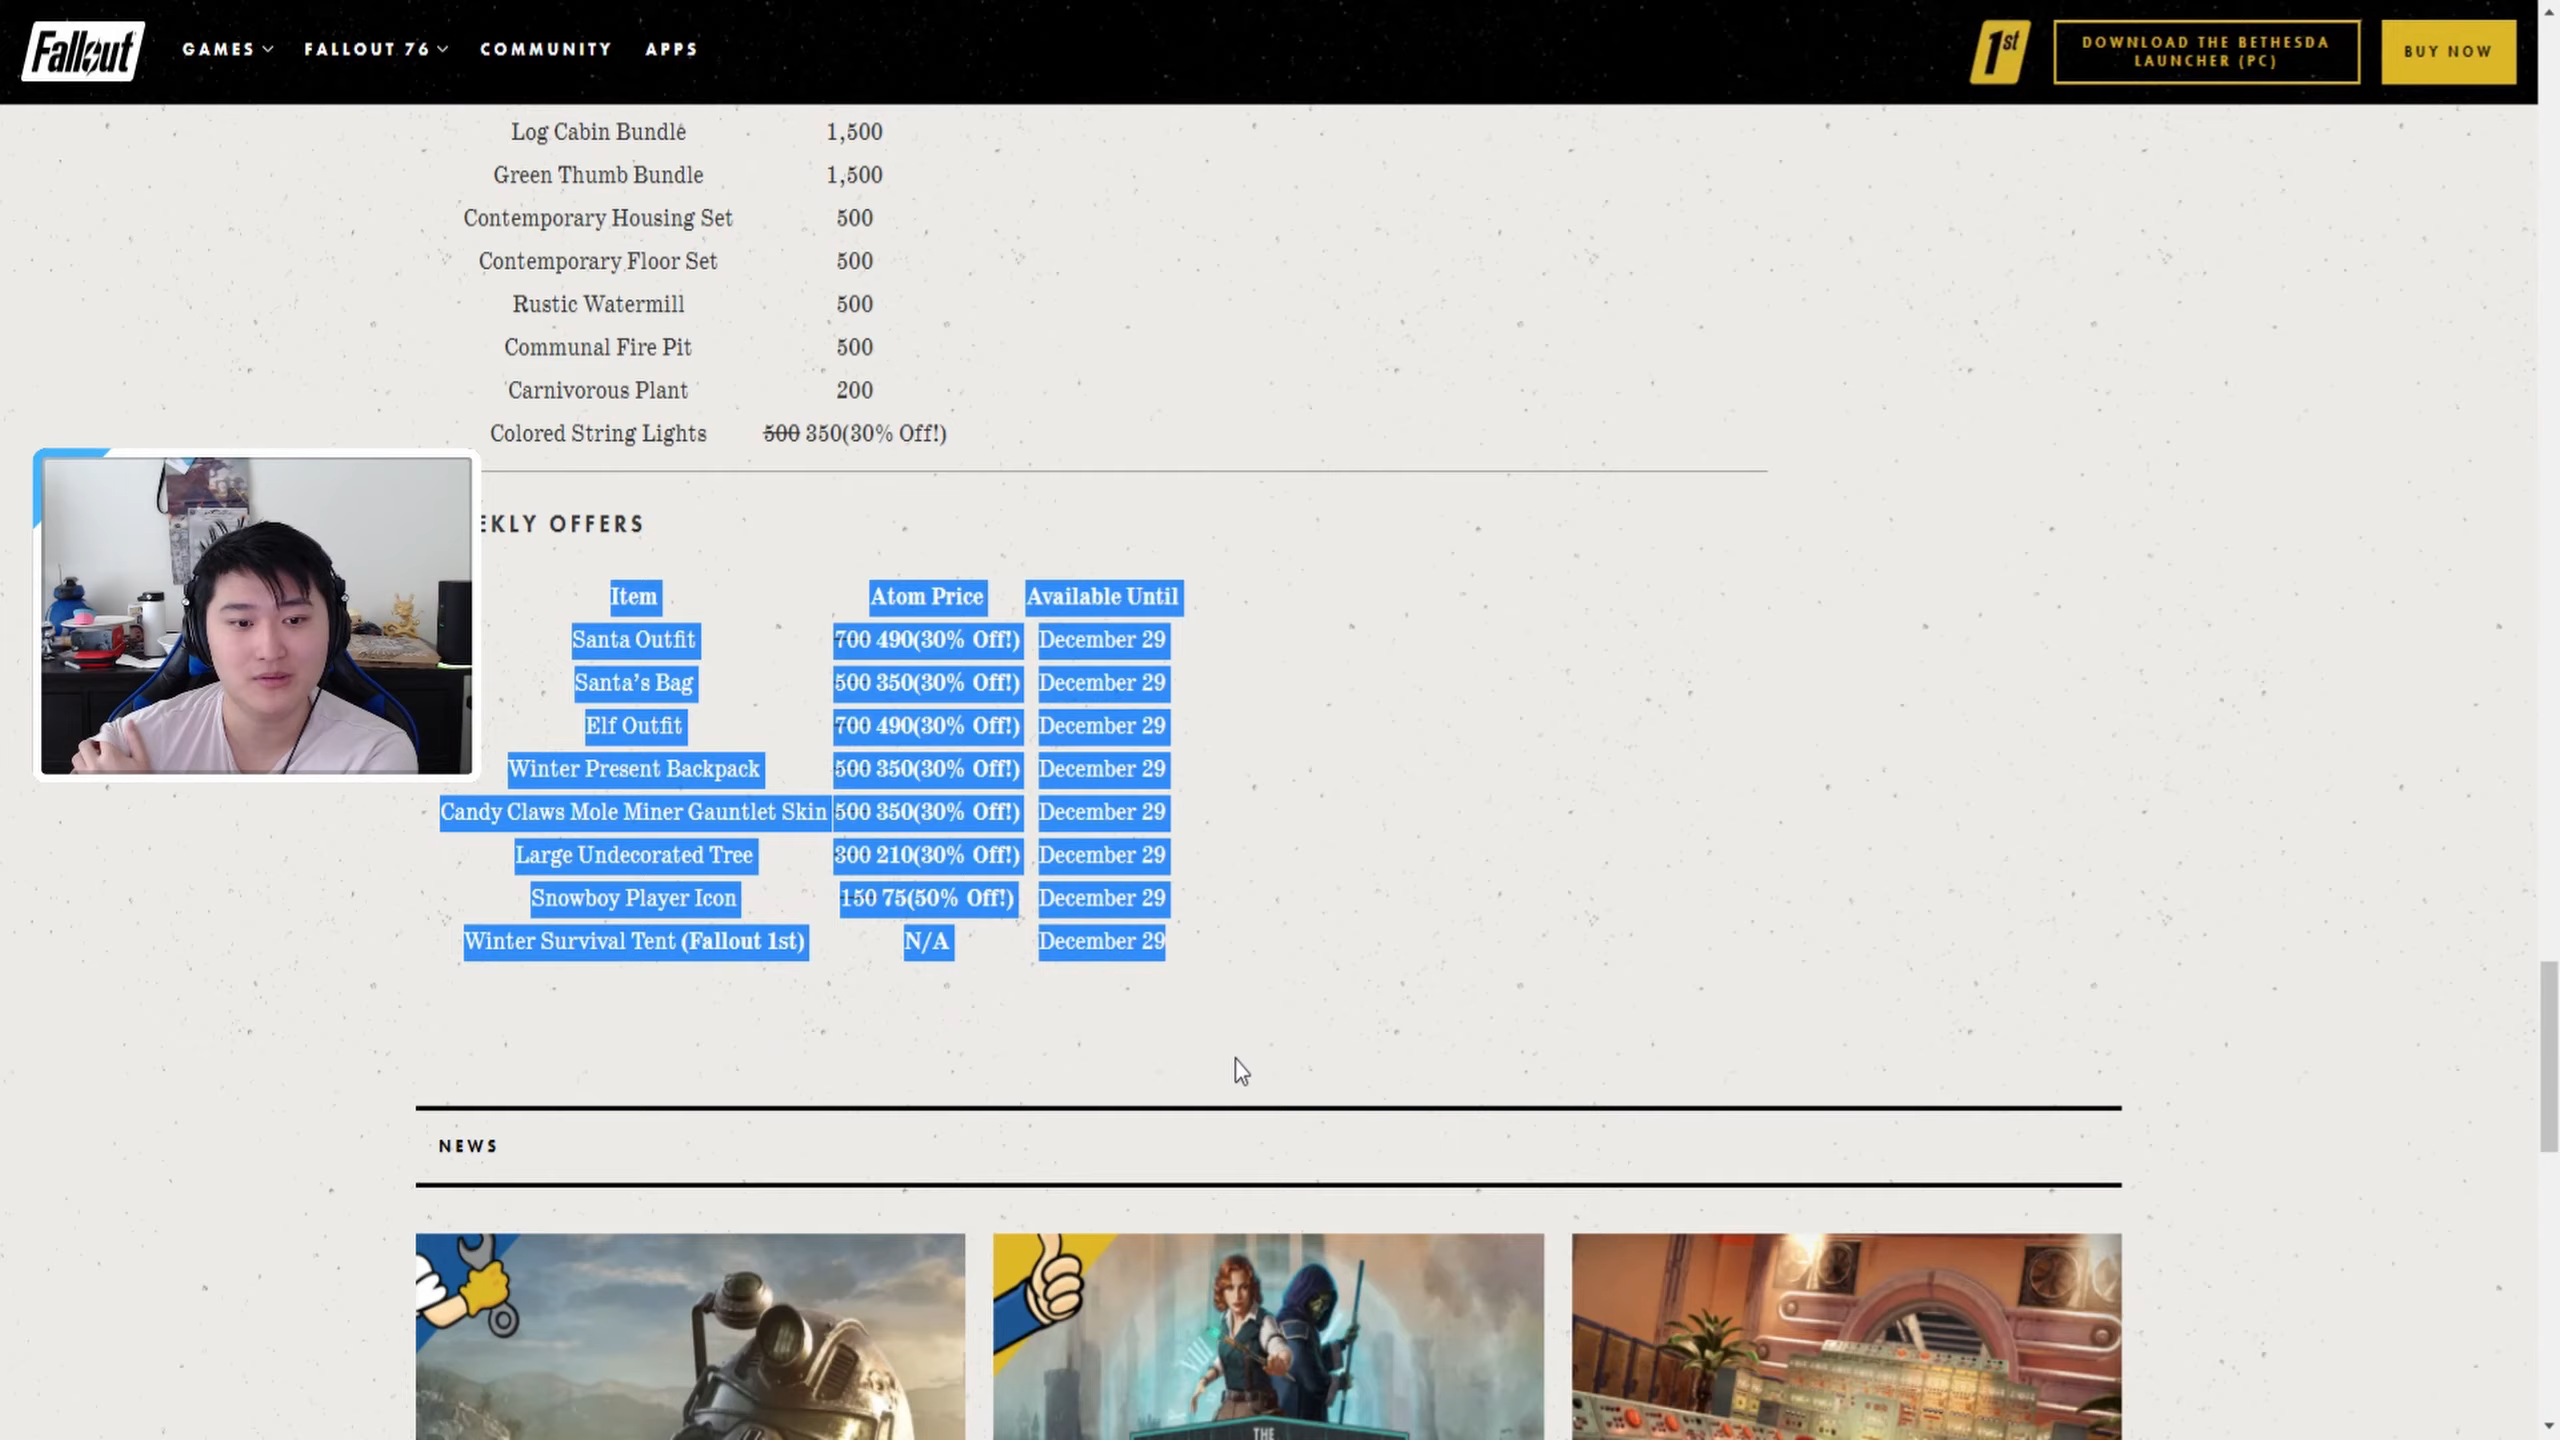 Fallout
GAMES
FALLOUT 76
COMMUNITY
APPS
1st
DOWNLOAD THE BETHESDA
LAUNCHER (PC)
BUY NOW
Log Cabin Bundle 1,500
Green Thumb Bundle 1,500
Contemporary Housing Set 500
Contemporary Floor Set 500
Rustic Watermill 500
Communal Fire Pit 500
Carnivorous Plant 200
Colored String Lights 500 350(30% Off!)
EKLY OFFERS
Item Atom Price Available Until
Santa Outfit 700 490(30% Off!) December 29
Santa's Bag 500 350(30% Off!) December 29
Elf Outfit 700 490(30% Off!) December 29
Winter Present Backpack 500 350(30% Off!) December 29
Candy Claws Mole Miner Gauntlet Skin 500 350(30% Off!) December 29
Large Undecorated Tree 300 210(30% Off!) December 29
Snowboy Player Icon 150 75(50% Off!) December 29
Winter Survival Tent (Fallout 1st) N/A December 29
NEWS
THE